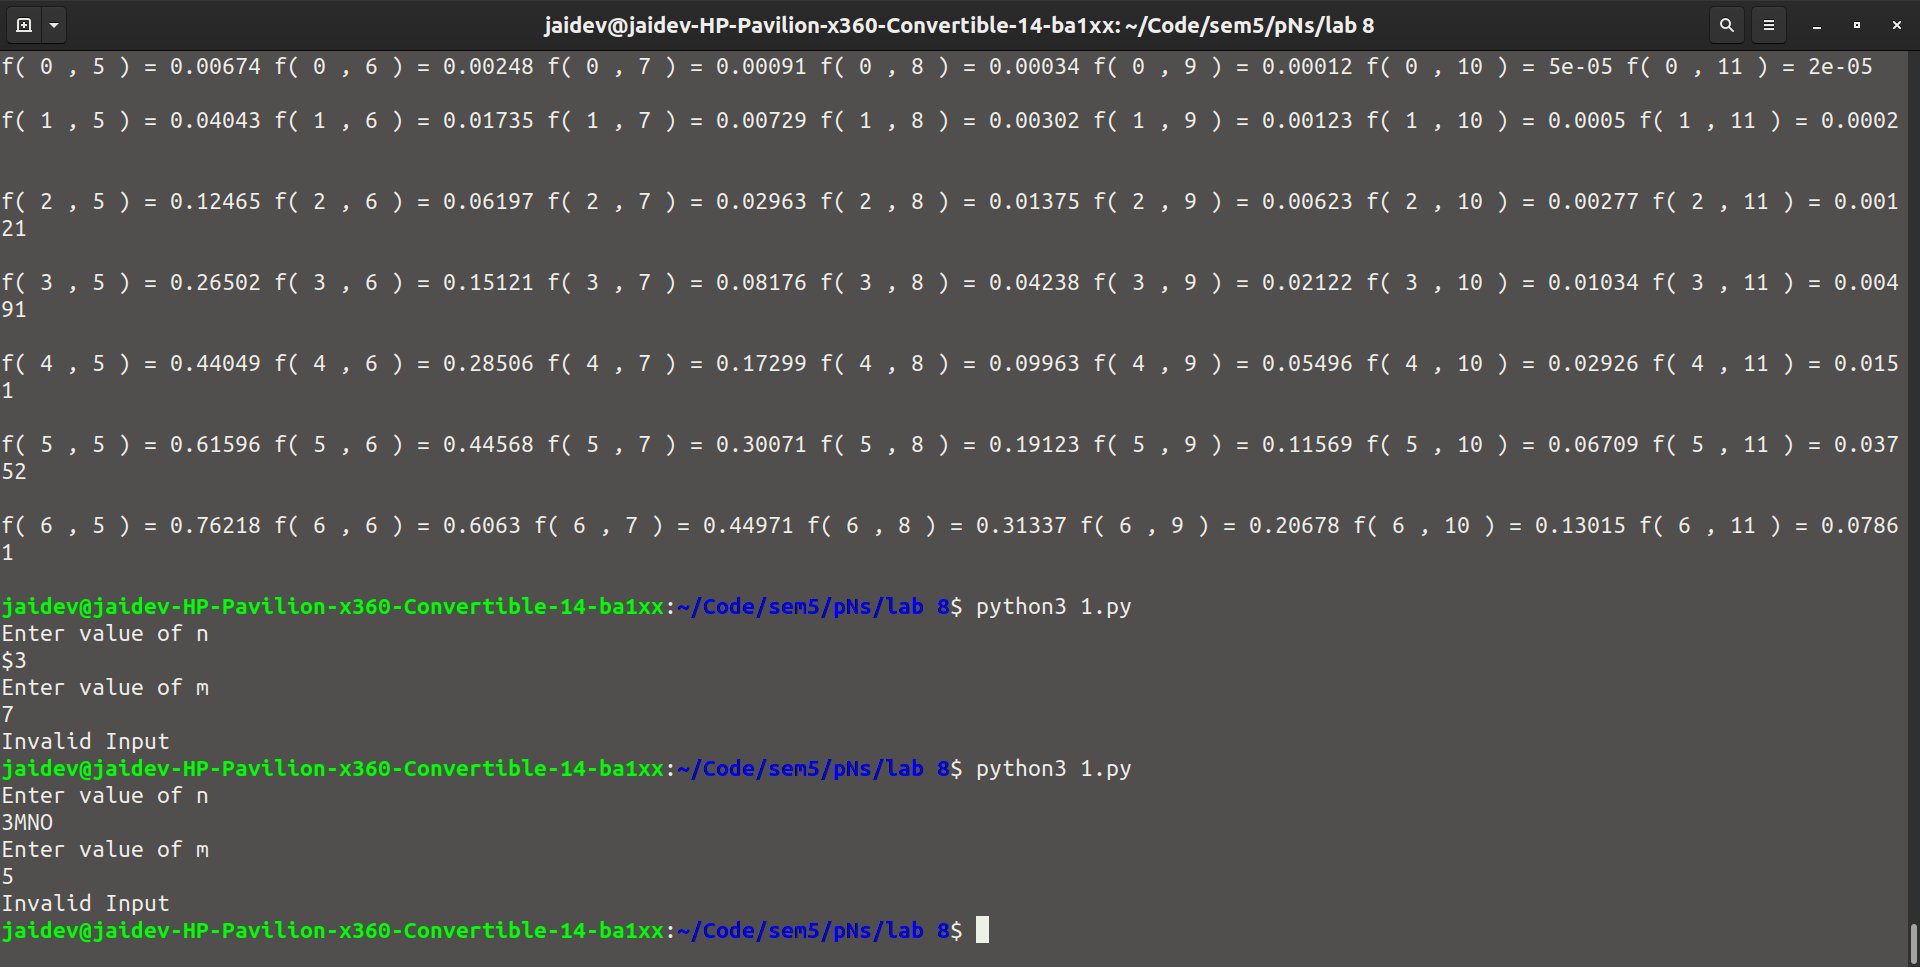 jaidev@jaidev-HP-Pavilion-x360-Convertible-14-ba1xx: ~/Code/sem5/pNs/lab 8
f( 0 , 5 ) = 0.00674 f( 0 , 6 ) = 0.00248 f( 0 , 7 ) = 0.00091 f( 0 , 8 ) = 0.00034 f( 0 , 9 ) = 0.00012 f( 0 , 10 ) = 5e-05 f( 0 , 11 ) = 2e-05
f( 1 , 5 ) = 0.04043 f( 1 , 6 ) = 0.01735 f( 1 , 7 ) = 0.00729 f( 1 , 8 ) = 0.00302 f( 1 , 9 ) = 0.00123 f( 1 , 10 ) = 0.0005 f( 1 , 11 ) = 0.0002
f( 2 , 5 ) = 0.12465 f( 2 , 6 ) = 0.06197 f( 2 , 7 ) = 0.02963 f( 2 , 8 ) = 0.01375 f( 2 , 9 ) = 0.00623 f( 2 , 10 ) = 0.00277 f( 2 , 11 ) = 0.001
21
f( 3 , 5 ) = 0.26502 f( 3 , 6 ) = 0.15121 f( 3 , 7 ) = 0.08176 f( 3 , 8 ) = 0.04238 f( 3 , 9 ) = 0.02122 f( 3 , 10 ) = 0.01034 f( 3 , 11 ) = 0.004
91
f( 4 , 5 ) = 0.44049 f( 4 , 6 ) = 0.28506 f( 4 , 7 ) = 0.17299 f( 4 , 8 ) = 0.09963 f( 4 , 9 ) = 0.05496 f( 4 , 10 ) = 0.02926 f( 4 , 11 ) = 0.015
1
f( 5 , 5 ) = 0.61596 f( 5 , 6 ) = 0.44568 f( 5 , 7 ) = 0.30071 f( 5 , 8 ) = 0.19123 f( 5 , 9 ) = 0.11569 f( 5 , 10 ) = 0.06709 f( 5 , 11 ) = 0.037
52
f( 6 , 5 ) = 0.76218 f( 6 , 6 ) = 0.6063 f( 6 , 7 ) = 0.44971 f( 6 , 8 ) = 0.31337 f( 6 , 9 ) = 0.20678 f( 6 , 10 ) = 0.13015 f( 6 , 11 ) = 0.0786
1
jaidev@jaidev-HP-Pavilion-x360-Convertible-14-ba1xx:~/Code/sem5/pNs/lab 8$ python3 1.py
Enter value of n
$3
Enter value of m
7
Invalid Input
jaidev@jaidev-HP-Pavilion-x360-Convertible-14-ba1xx:~/Code/sem5/pNs/lab 8$ python3 1.py
Enter value of n
3MNO
Enter value of m
5
Invalid Input
jaidev@jaidev-HP-Pavilion-x360-Convertible-14-ba1xx:~/Code/sem5/pNs/lab 8$